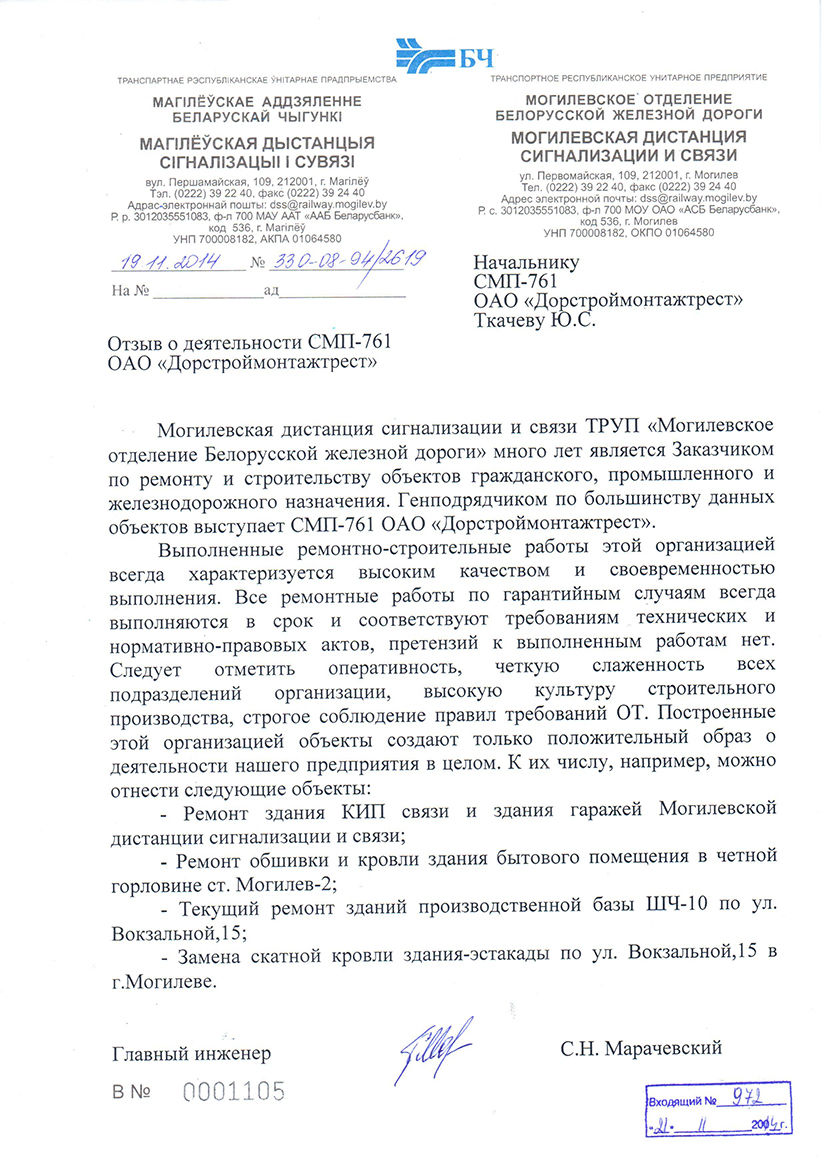 БЧ
ТРАНСПАРТНАЕ РЭСПУБЛІКАНСКАЕ ЎНІТАРНАЕ ПРАДПРЫЕМСТВА
МАГІЛЁЎСКАЕ АДДЗЯЛЕННЕ
БЕЛАРУСКАЙ ЧЫГУНКІ
МАГІЛЁЎСКАЯ ДЫСТАНЦЫЯ
СІГНАЛІЗАЦЫІ І СУВЯЗІ
вул. Першамайская, 109, 212001, г. Магілёў
Тэл. (0222) 39 22 40, факс (0222) 39 24 40
Адрас электроннай пошты: dss@railway.mogilev.by
Р. р. 3012035551083, ф-л 700 МАУ ААТ «ААБ Беларусбанк»,
код 536, г. Магілёў
УНП 700008182, АКПА 01064580
19.11.2014 № 330-08-94/2619
На № ад
ТРАНСПОРТНОЕ РЕСПУБЛИКАНСКОЕ УНИТАРНОЕ ПРЕДПРИЯТИЕ
МОГИЛЕВСКОЕ ОТДЕЛЕНИЕ
БЕЛОРУССКОЙ ЖЕЛЕЗНОЙ ДОРОГИ
МОГИЛЕВСКАЯ ДИСТАНЦИЯ
СИГНАЛИЗАЦИИ И СВЯЗИ
ул. Первомайская, 109, 212001, г. Могилев
Тел. (0222) 39 22 40, факс (0222) 39 24 40
Адрес электронной почты: dss@railway.mogilev.by
Р. с. 3012035551083, ф-л 700 МОУ ОАО «АСБ Беларусбанк»,
код 536, г. Могилев
УНП 700008182, ОКПО 01064580
Начальнику
СМП-761
ОАО «Дорстроймонтажтрест»
Ткачеву Ю.С.
Отзыв о деятельности СМП-761
ОАО «Дорстроймонтажтрест»
Могилевская дистанция сигнализации и связи ТРУП «Могилевское
отделение Белорусской железной дороги» много лет является Заказчиком
по ремонту и строительству объектов гражданского, промышленного и
железнодорожного назначения. Генподрядчиком по большинству данных
объектов выступает СМП-761 ОАО «Дорстроймонтажтрест».
Выполненные ремонтно-строительные работы этой организацией
всегда характеризуется высоким качеством и своевременностью
выполнения. Все ремонтные работы по гарантийным случаям всегда
выполняются в срок и соответствуют требованиям технических и
нормативно-правовых актов, претензий к выполненным работам нет.
Следует отметить оперативность, четкую слаженность всех
подразделений организации, высокую культуру строительного
производства, строгое соблюдение правил требований ОТ. Построенные
этой организацией объекты создают только положительный образ о
деятельности нашего предприятия в целом. К их числу, например, можно
отнести следующие объекты:
- Ремонт здания КИП связи и здания гаражей Могилевской
дистанции сигнализации и связи;
- Ремонт обшивки и кровли здания бытового помещения в четной
горловине ст. Могилев-2;
- Текущий ремонт зданий производственной базы ШЧ-10 по ул.
Вокзальной,15;
- Замена скатной кровли здания-эстакады по ул. Вокзальной,15 в
г.Могилеве.
Главный инженер С.Н. Марачевский
В № 0001105
Входящий № 972
«21» 11 2014г.